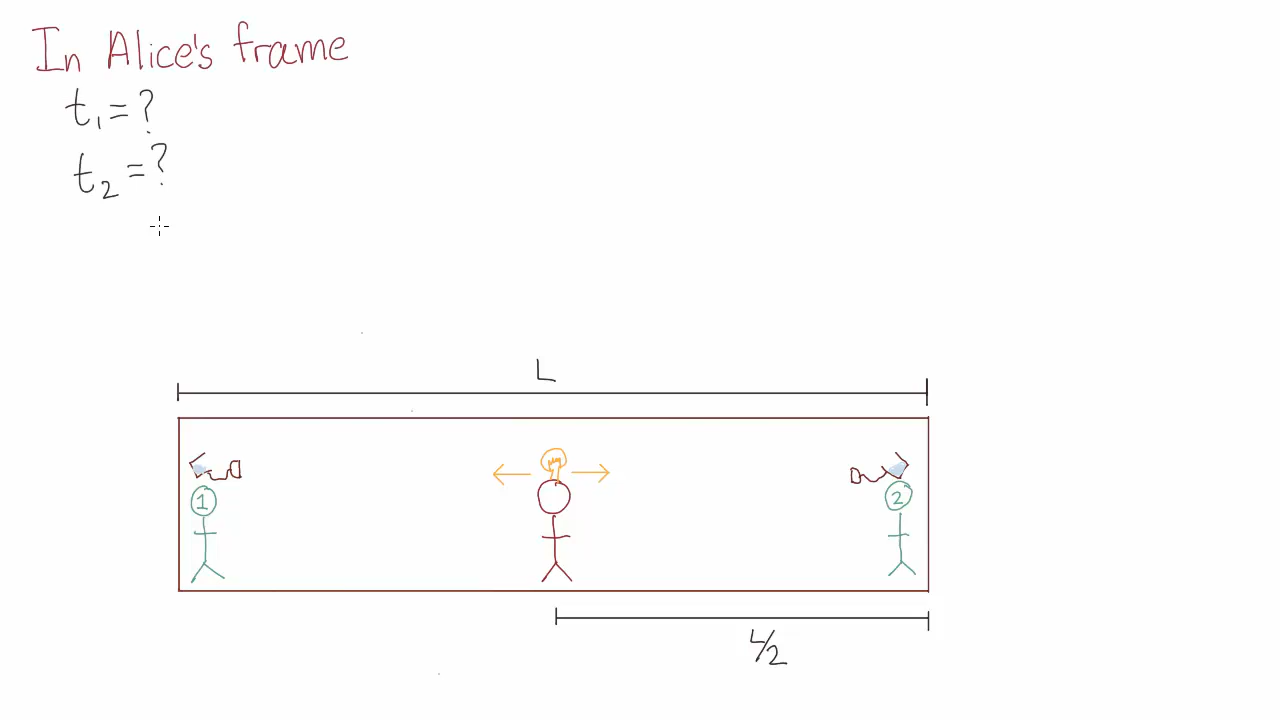 In Alice's frame
t₁ = ?
t₂ = ?
L
1
2
L/2